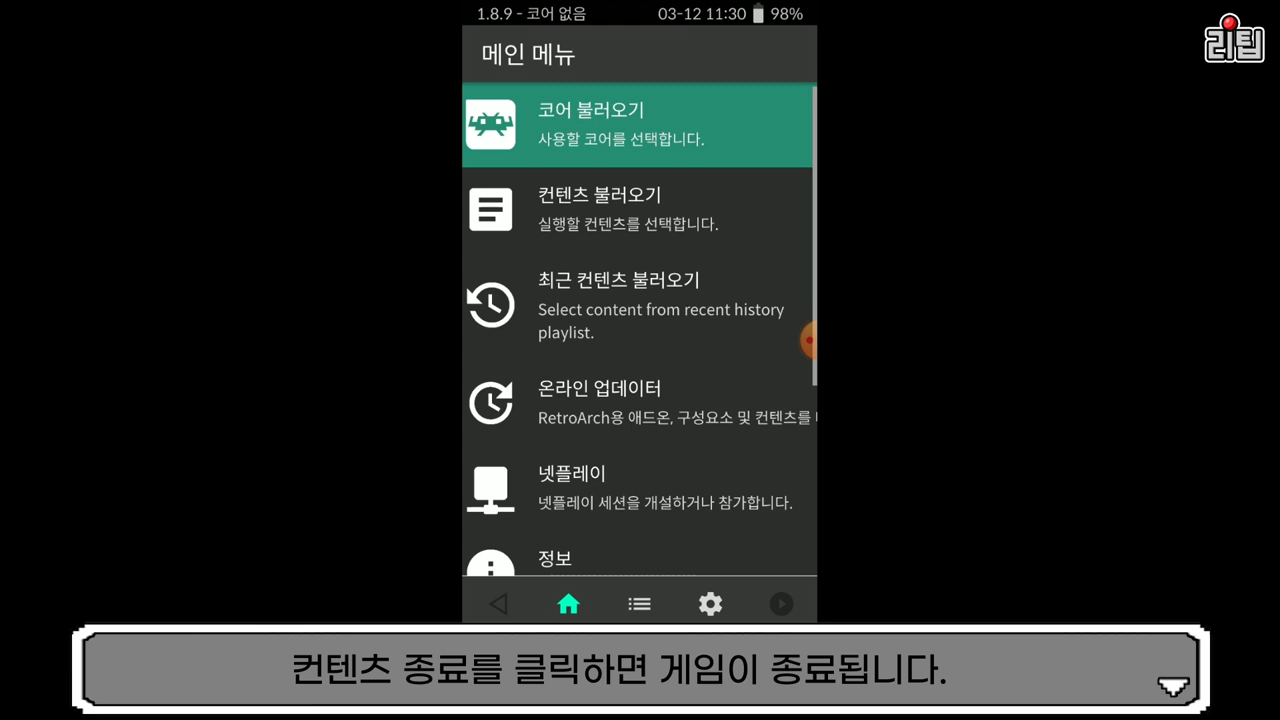 1.8.9 - 코어 없음
03-12 11:30 98%
리팁
메인 메뉴
코어 불러오기
사용할 코어를 선택합니다.
컨텐츠 불러오기
실행할 컨텐츠를 선택합니다.
최근 컨텐츠 불러오기
Select content from recent history
playlist.
온라인 업데이터
RetroArch용 애드온, 구성요소 및 컨텐츠를
넷플레이
넷플레이 세션을 개설하거나 참가합니다.
정보
컨텐츠 종료를 클릭하면 게임이 종료됩니다.